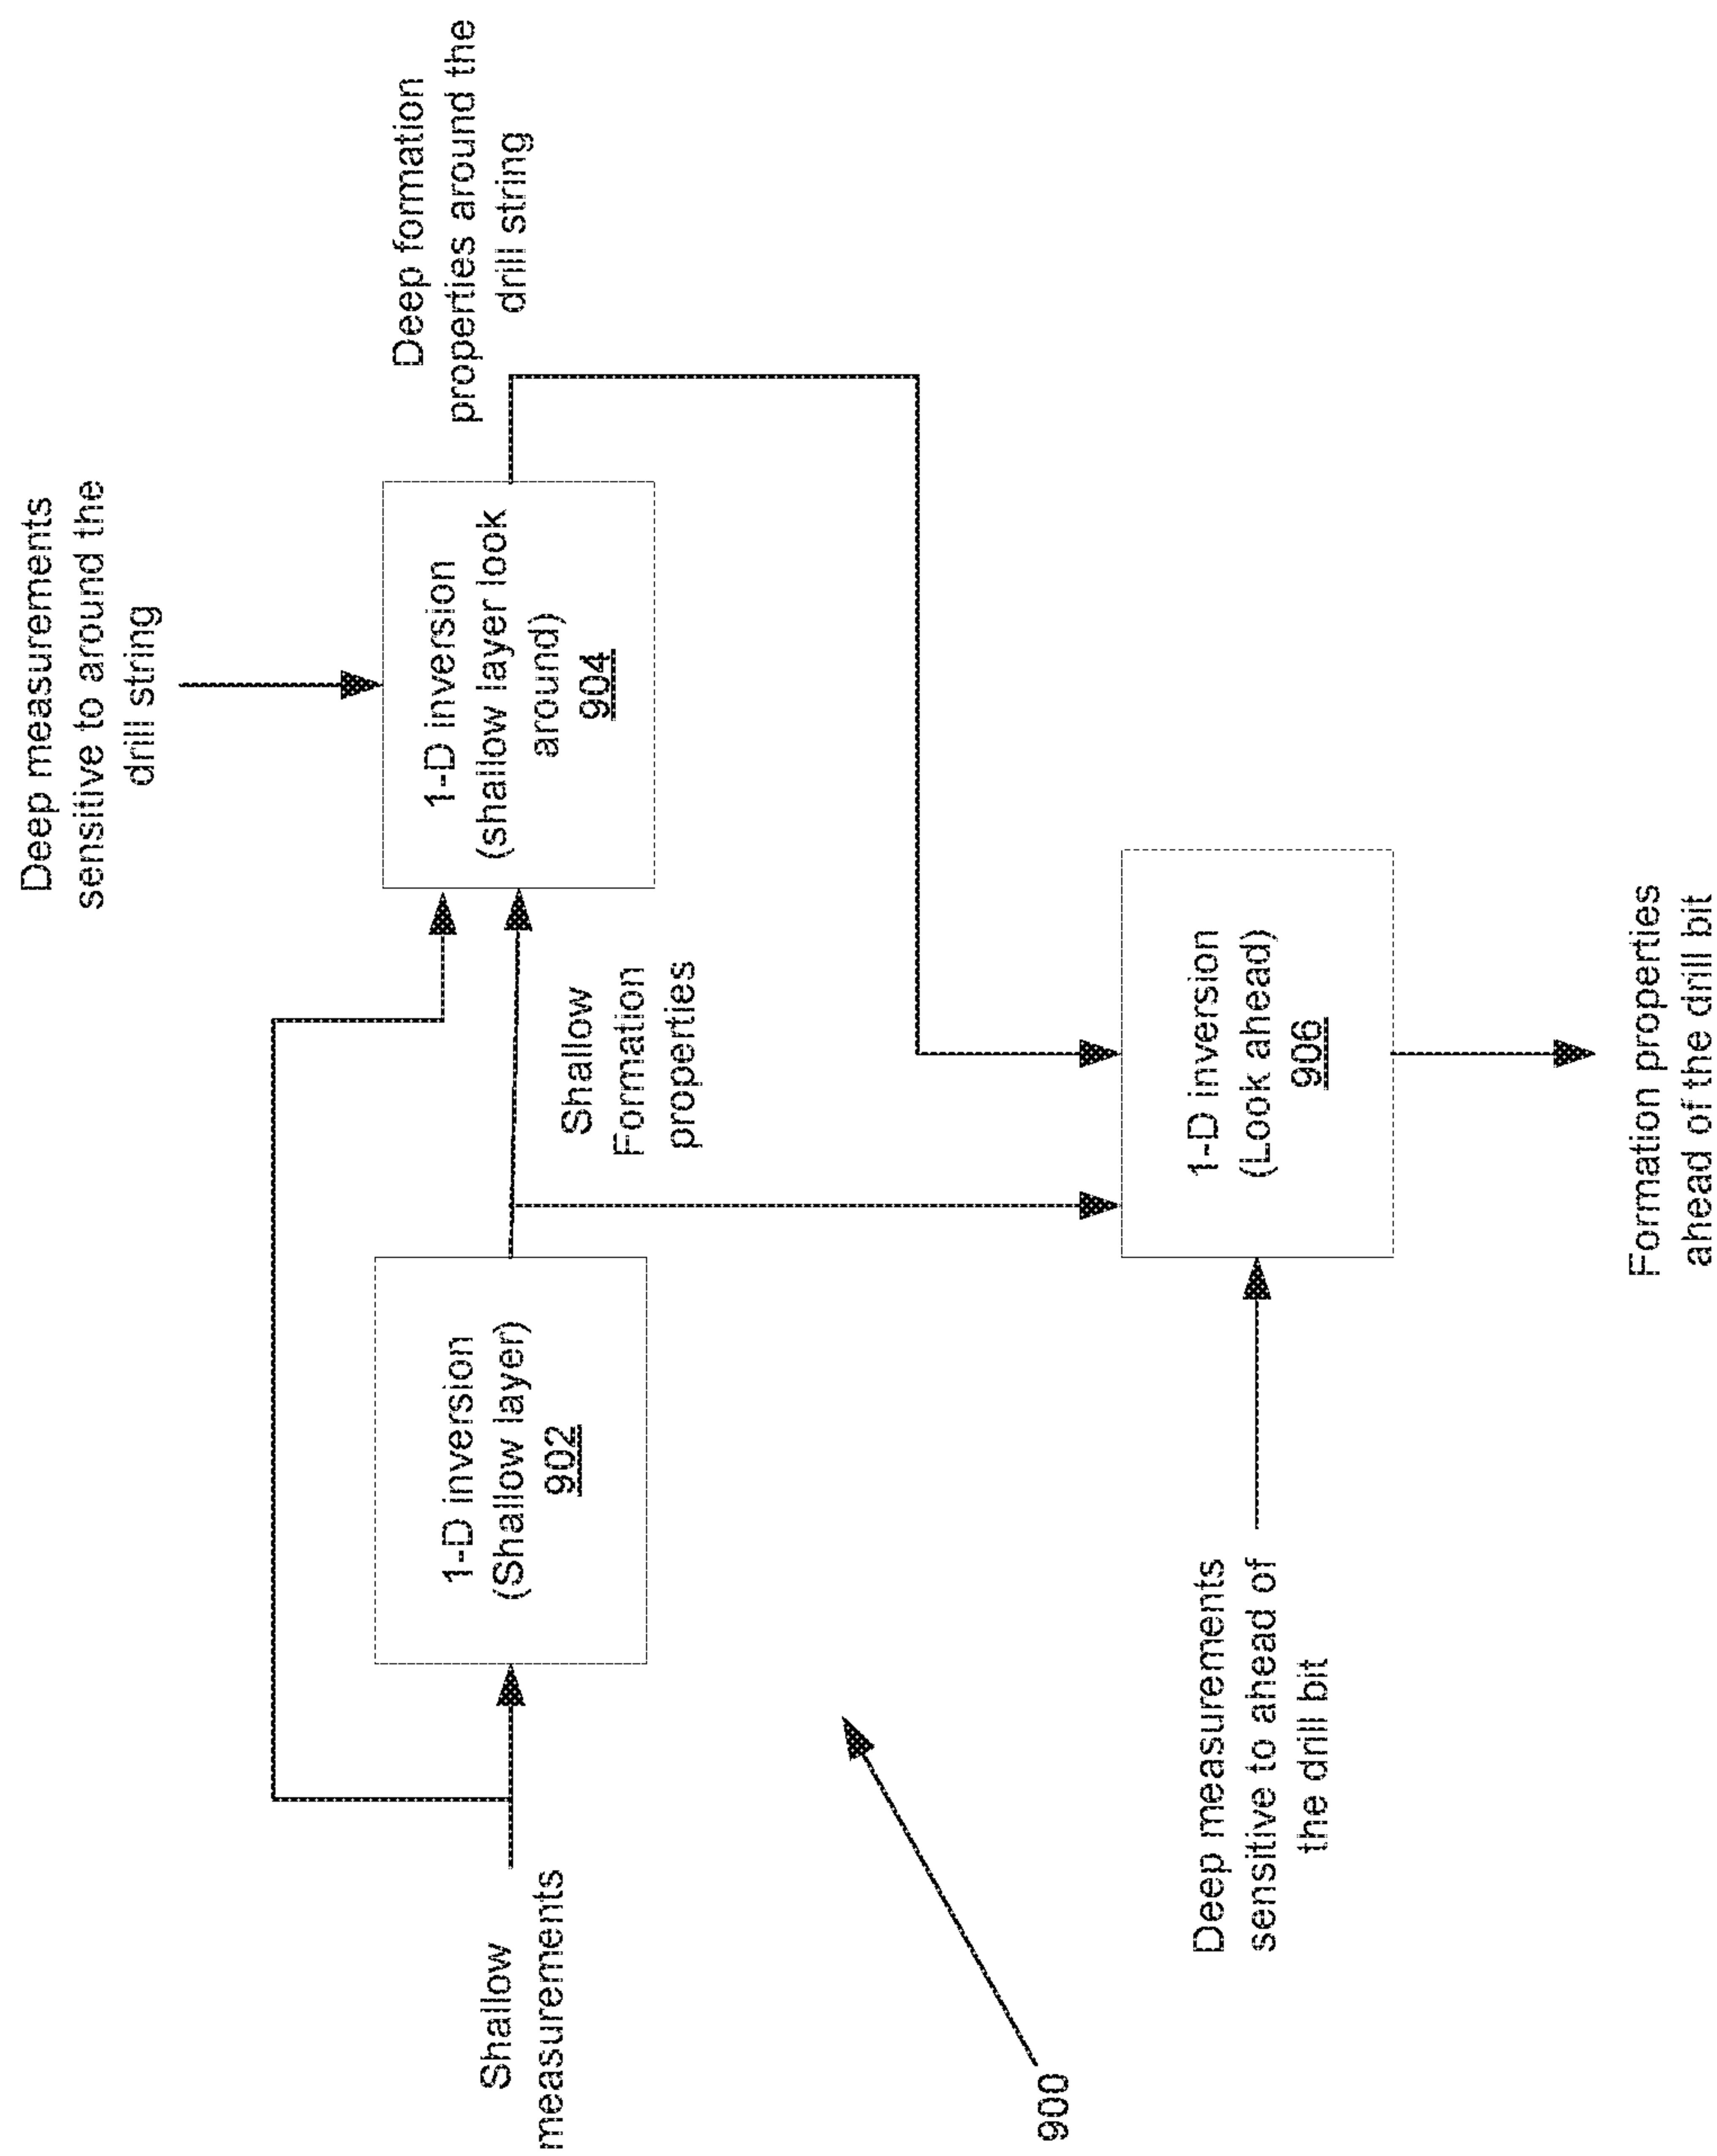 Deep measurements
sensitive to around the
drill string
Deep formation
properties around the
drill string
1-D inversion
(shallow layer look
around)
904
Shallow
measurements
1-D inversion
(Shallow layer)
902
Shallow
Formation
properties
1-D inversion
(Look ahead)
906
Deep measurements
sensitive to ahead of
the drill bit
900
Formation properties
ahead of the drill bit